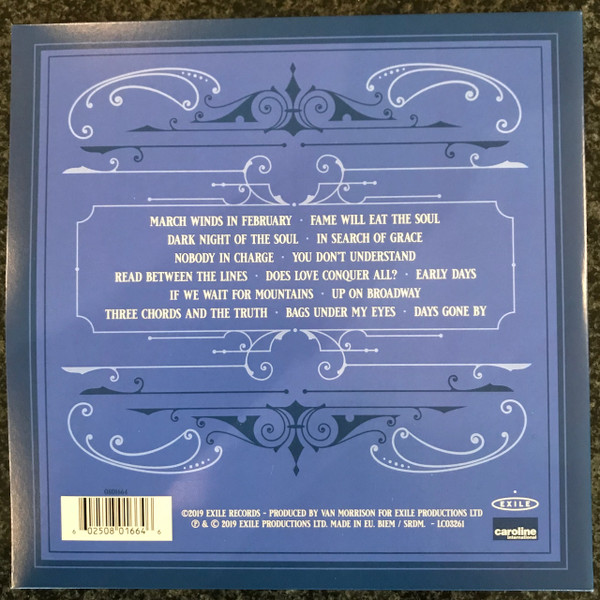 MARCH WINDS IN FEBRUARY · FAME WILL EAT THE SOUL
DARK NIGHT OF THE SOUL · IN SEARCH OF GRACE
NOBODY IN CHARGE · YOU DON'T UNDERSTAND
READ BETWEEN THE LINES · DOES LOVE CONQUER ALL? · EARLY DAYS
IF WE WAIT FOR MOUNTAINS · UP ON BROADWAY
THREE CHORDS AND THE TRUTH · BAGS UNDER MY EYES · DAYS GONE BY
6 02508 01664 6
©2019 EXILE RECORDS - PRODUCED BY VAN MORRISON FOR EXILE PRODUCTIONS LTD
℗ & © 2019 EXILE PRODUCTIONS LTD. MADE IN EU. BIEM / SRDM. - LC03261
EXILE
caroline
international